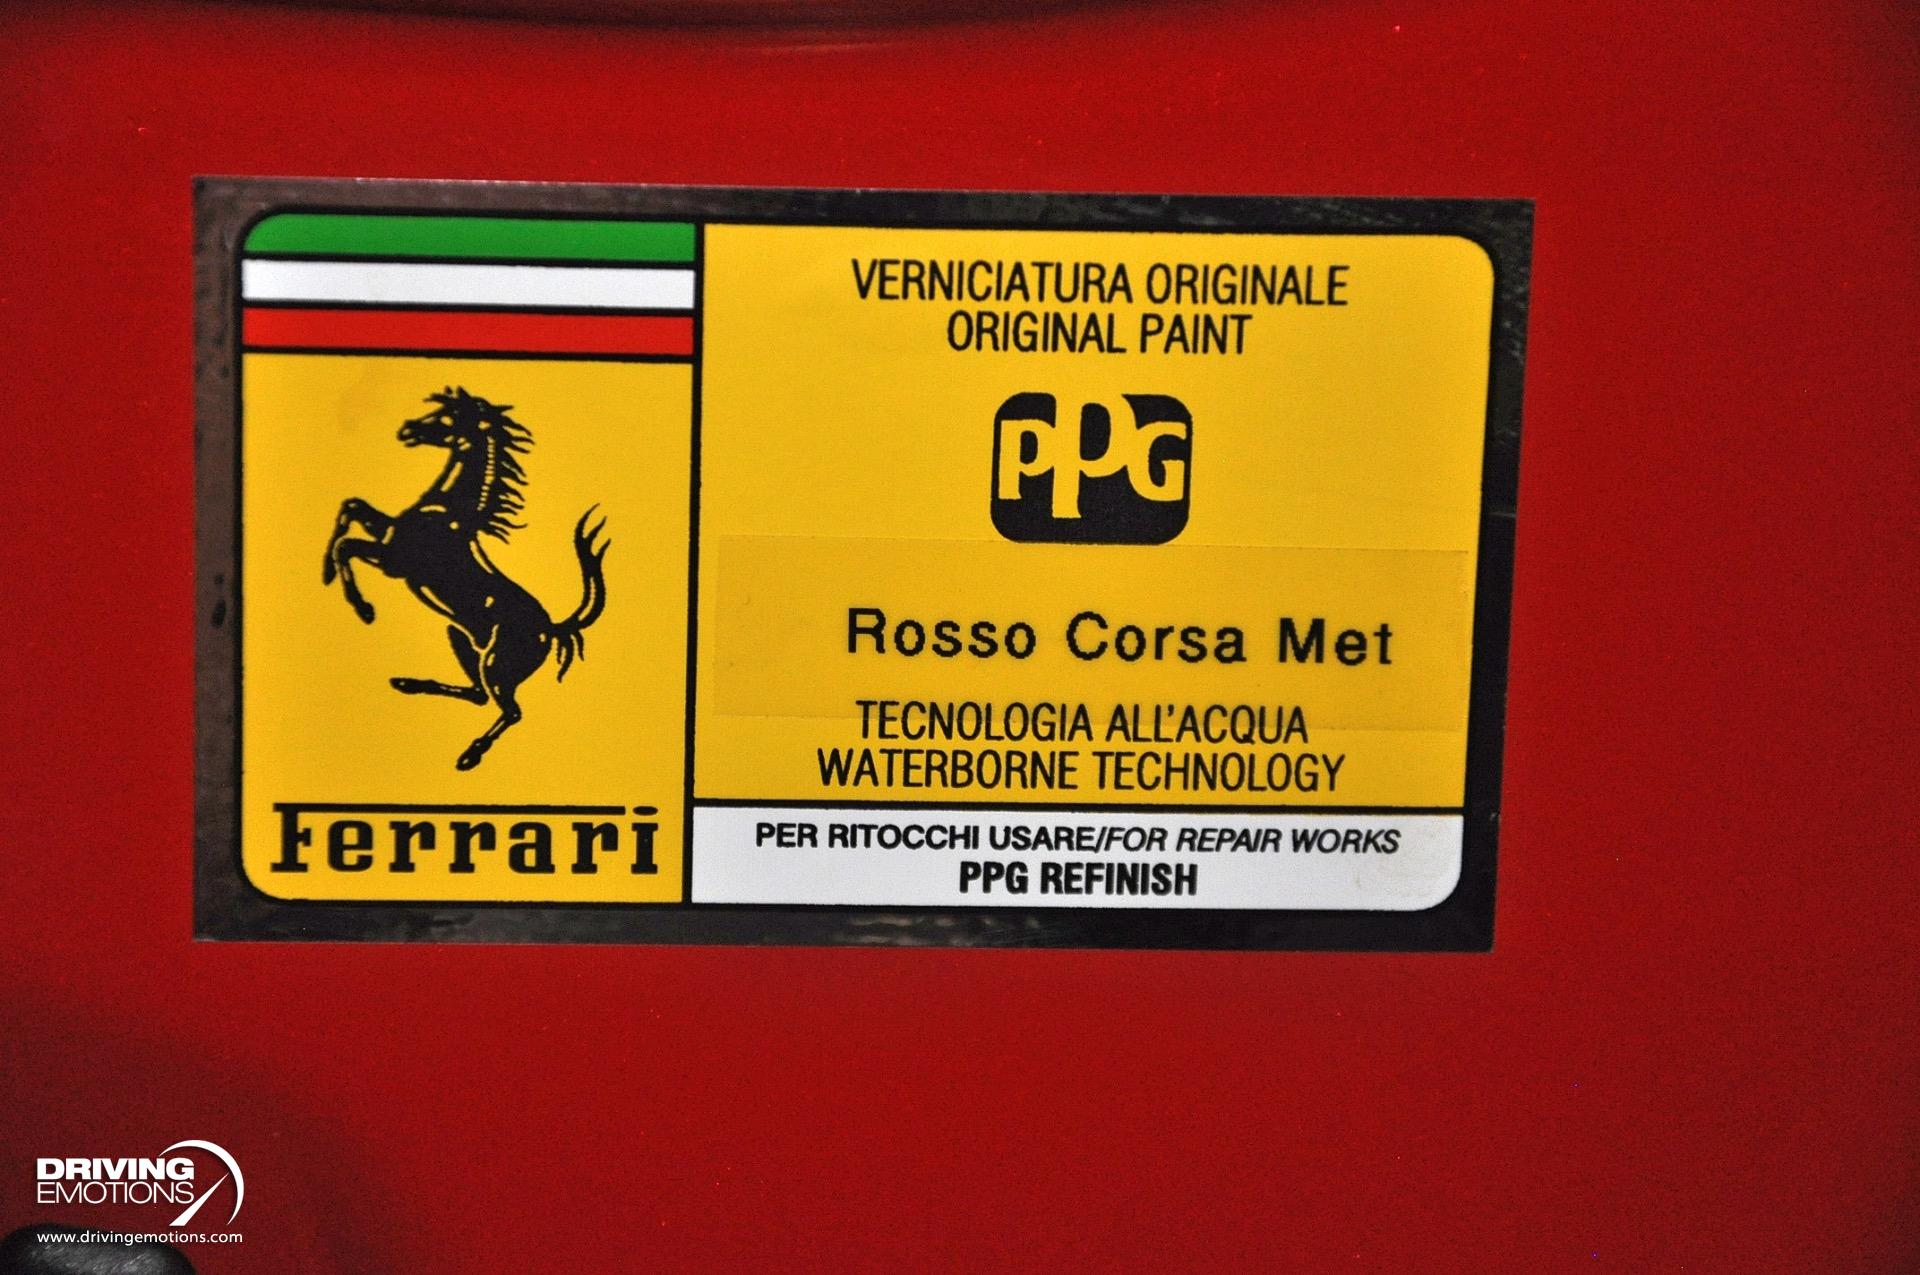 VERNICIATURA ORIGINALE
ORIGINAL PAINT
PPG
Rosso Corsa Met
TECNOLOGIA ALL'ACQUA
WATERBORNE TECHNOLOGY
Ferrari
PER RITOCCHI USARE/FOR REPAIR WORKS
PPG REFINISH
DRIVING
EMOTIONS
www.drivingemotions.com